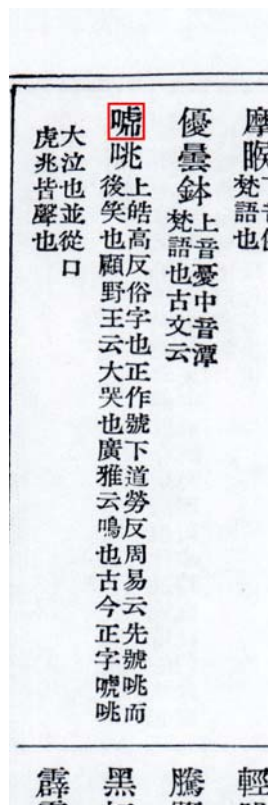 摩睺
梵語也
優曇鉢上音憂中音潭
梵語也古文云
嘑咷上皓高反俗字也正作號下道勞反周易云先號咷而
後笑也顧野王云大哭也廣雅云鳴也古今正字嘑咷
大泣也並從口
虎兆皆聲也
輕
騰
黑
霹